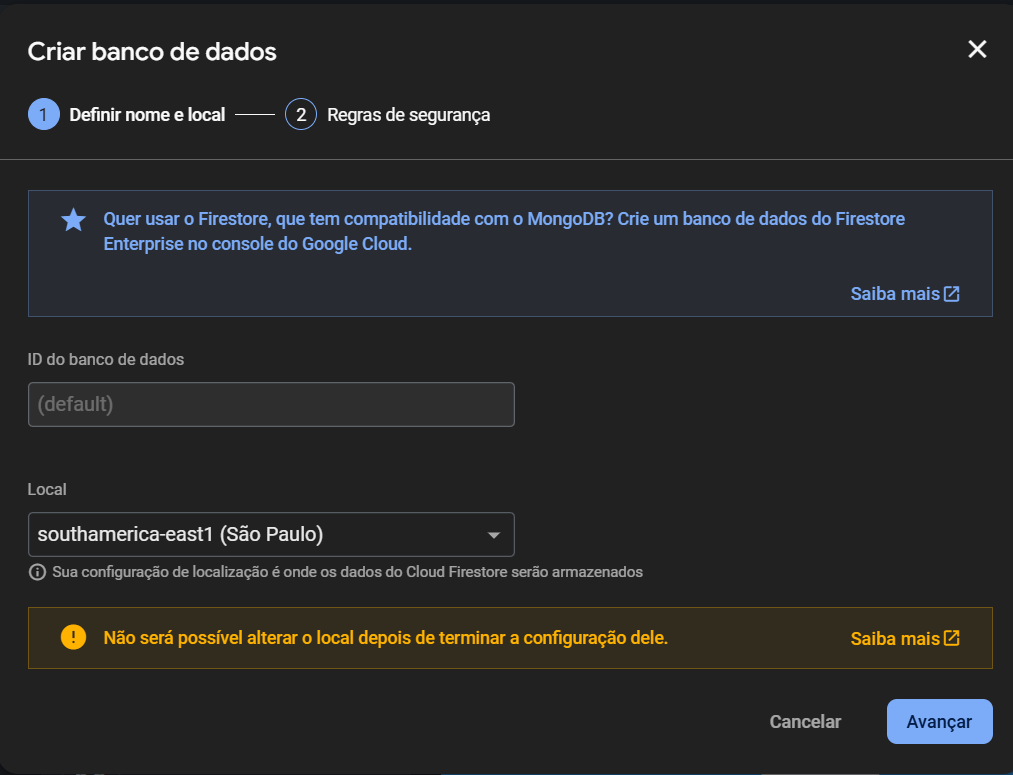 Criar banco de dados
1 Definir nome e local
2 Regras de segurança
Quer usar o Firestore, que tem compatibilidade com o MongoDB? Crie um banco de dados do Firestore
Enterprise no console do Google Cloud.
Saiba mais
ID do banco de dados
(default)
Local
southamerica-east1 (São Paulo)
Sua configuração de localização é onde os dados do Cloud Firestore serão armazenados
Não será possível alterar o local depois de terminar a configuração dele.
Saiba mais
Cancelar
Avançar